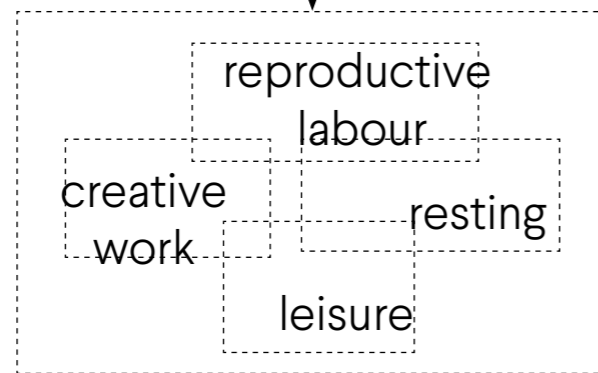 reproductive
labour
creative
work
resting
leisure